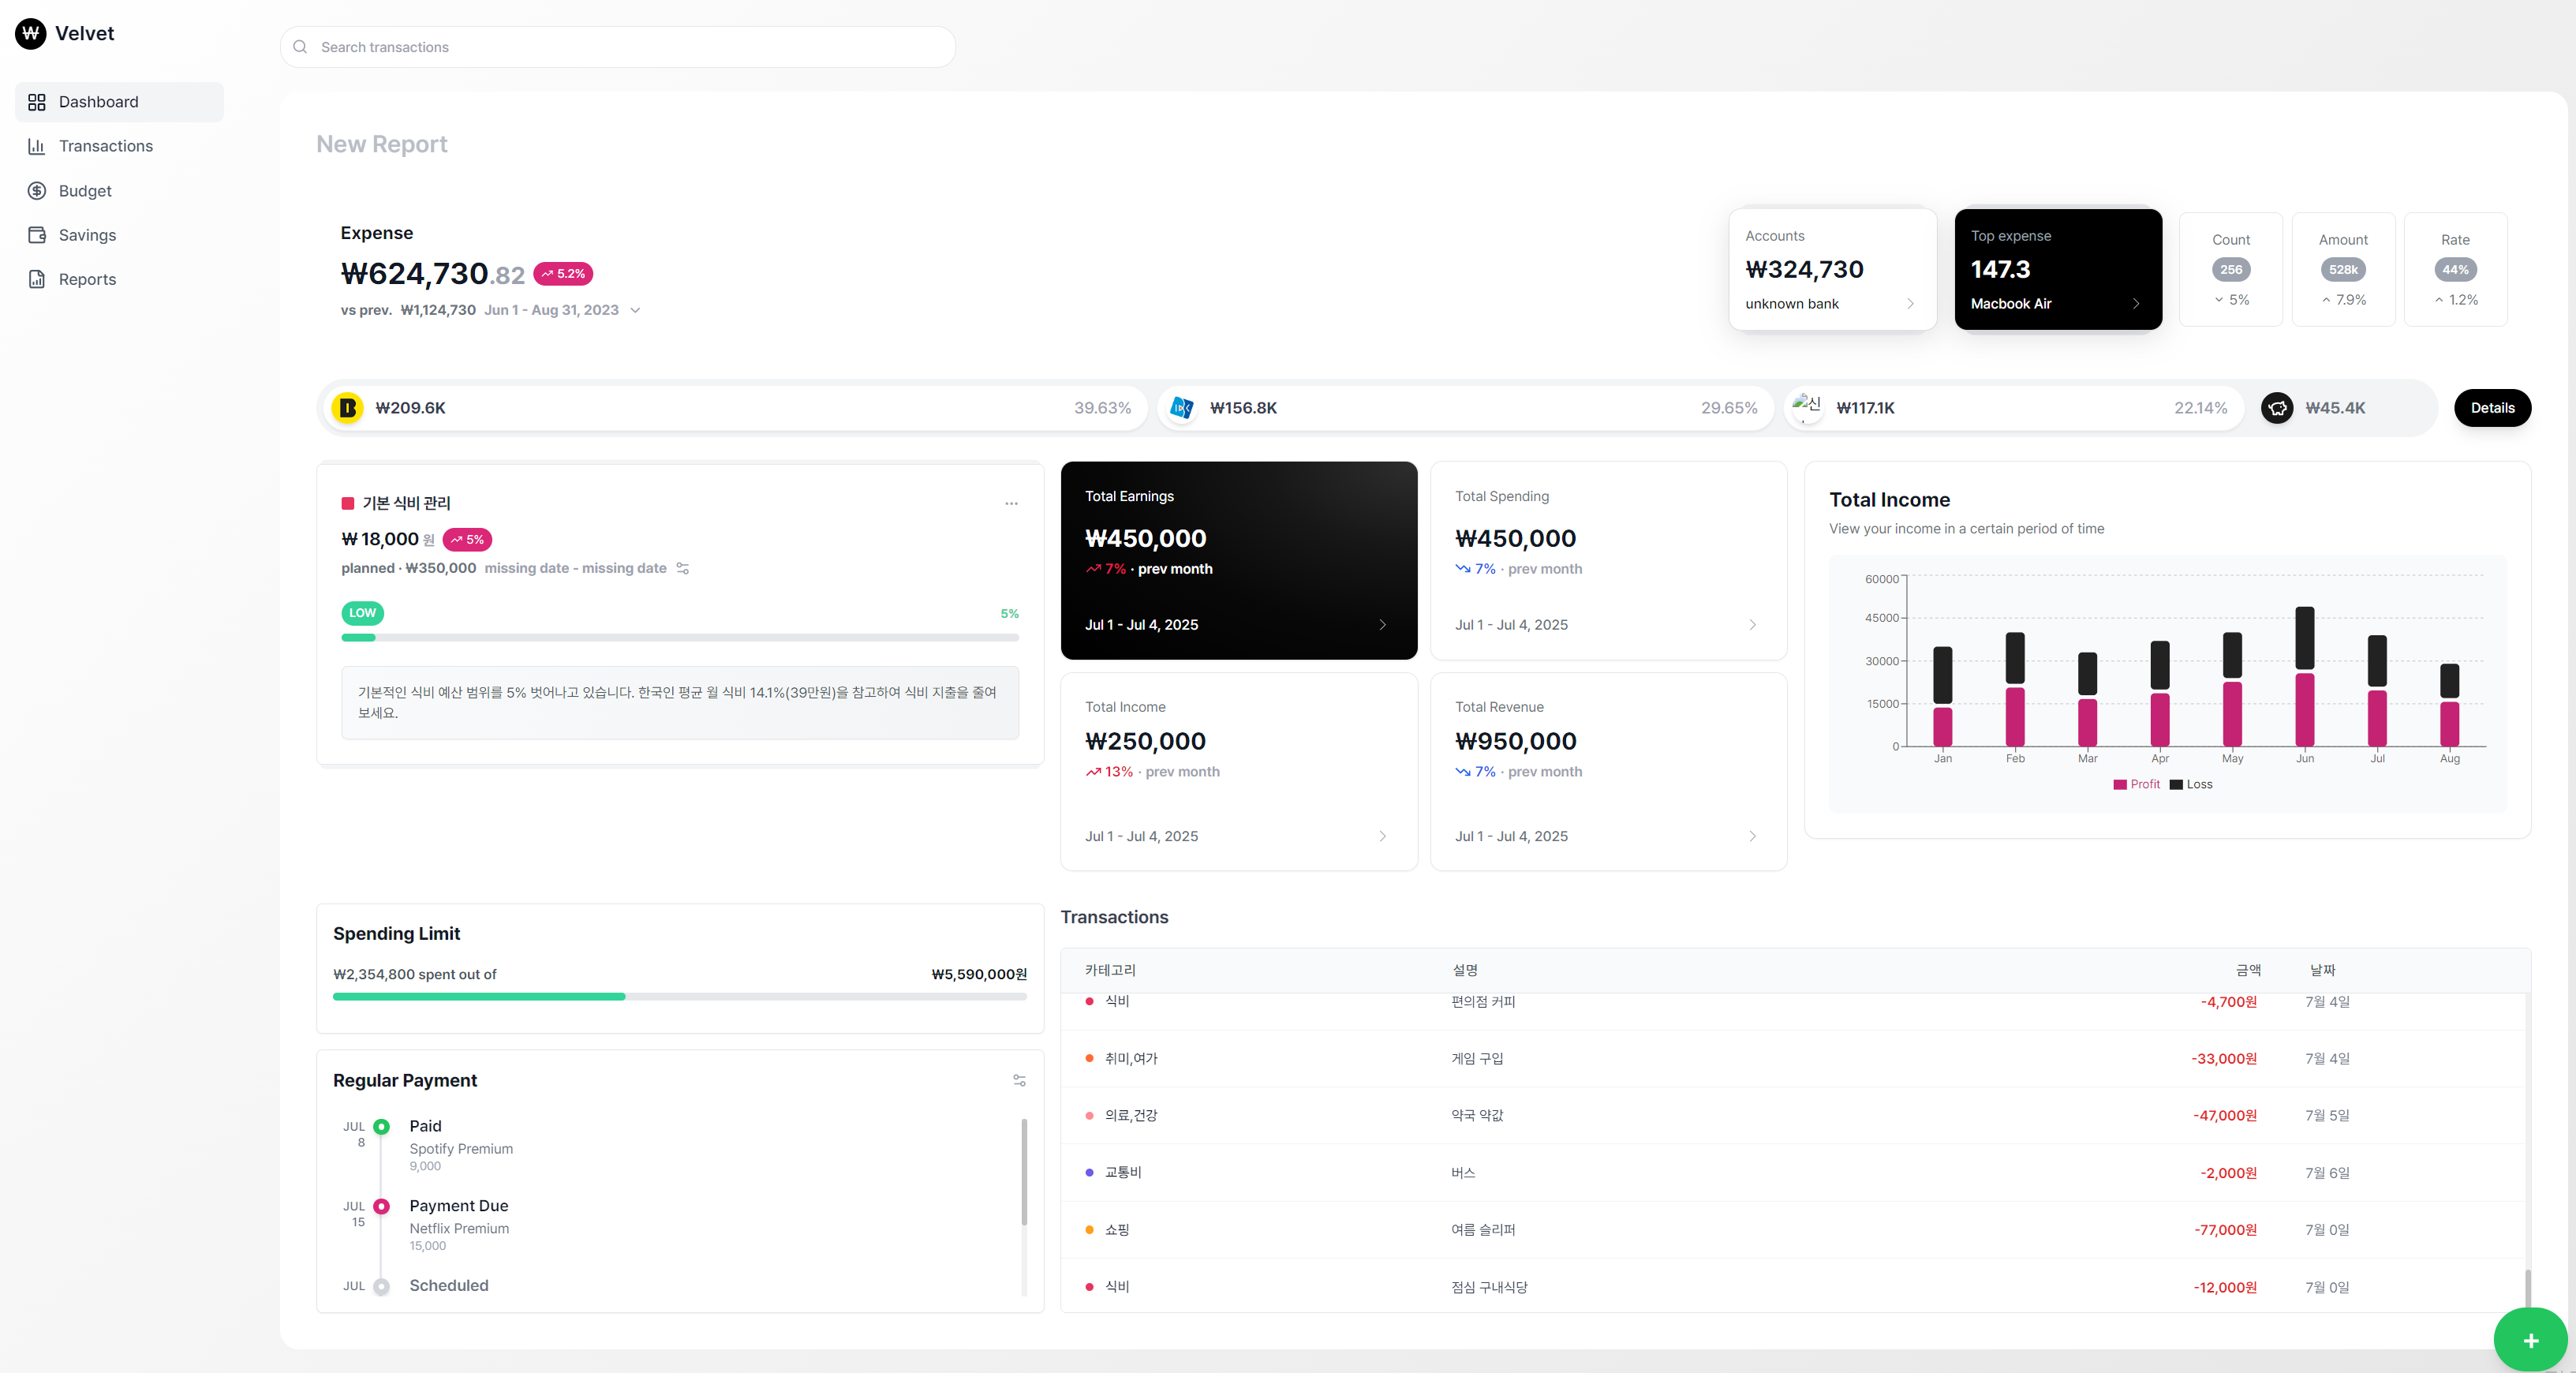 Velvet
Search transactions
Dashboard
Transactions
Budget
Savings
Reports
New Report
Expense
₩624,730.82 5.2%
vs prev. ₩1,124,730 Jun 1 - Aug 31, 2023
Accounts
₩324,730
unknown bank
Top expense
147.3
Macbook Air
Count
256
5%
Amount
528k
7.9%
Rate
44%
1.2%
₩209.6K 39.63%
₩156.8K 29.65%
신 ₩117.1K 22.14%
₩45.4K
Details
기본 식비 관리
₩ 18,000 원 5%
planned · ₩350,000 missing date - missing date
LOW 5%
기본적인 식비 예산 범위를 5% 벗어나고 있습니다. 한국인 평균 월 식비 14.1%(39만원)을 참고하여 식비 지출을 줄여
보세요.
Total Earnings
₩450,000
7% · prev month
Jul 1 - Jul 4, 2025
Total Spending
₩450,000
7% · prev month
Jul 1 - Jul 4, 2025
Total Income
₩250,000
13% · prev month
Jul 1 - Jul 4, 2025
Total Revenue
₩950,000
7% · prev month
Jul 1 - Jul 4, 2025
Total Income
View your income in a certain period of time
60000
45000
30000
15000
0
Jan Feb Mar Apr May Jun Jul Aug
Profit Loss
Spending Limit
₩2,354,800 spent out of ₩5,590,000원
Regular Payment
JUL 8
Paid
Spotify Premium
9,000
JUL 15
Payment Due
Netflix Premium
15,000
JUL
Scheduled
Transactions
카테고리 설명 금액 날짜
식비 편의점 커피 -4,700원 7월 4일
취미,여가 게임 구입 -33,000원 7월 4일
의료,건강 약국 약값 -47,000원 7월 5일
교통비 버스 -2,000원 7월 6일
쇼핑 여름 슬리퍼 -77,000원 7월 0일
식비 점심 구내식당 -12,000원 7월 0일
+